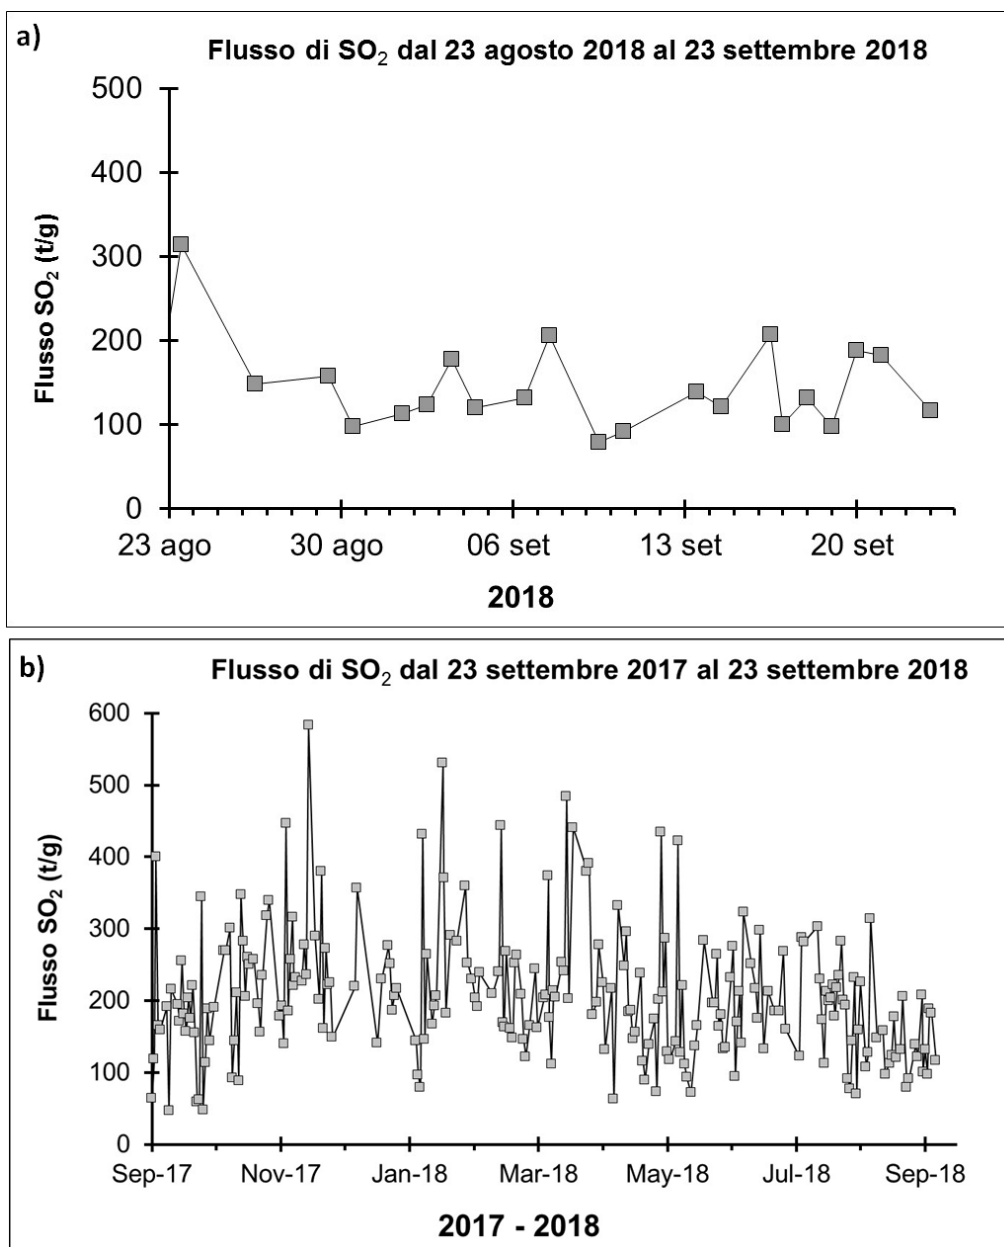 a)
Flusso di SO₂ dal 23 agosto 2018 al 23 settembre 2018
Flusso SO₂ (t/g)
500
400
300
200
100
0
23 ago 30 ago 06 set 13 set 20 set
2018
b)
Flusso di SO₂ dal 23 settembre 2017 al 23 settembre 2018
Flusso SO₂ (t/g)
600
500
400
300
200
100
0
Sep-17 Nov-17 Jan-18 Mar-18 May-18 Jul-18 Sep-18
2017 - 2018